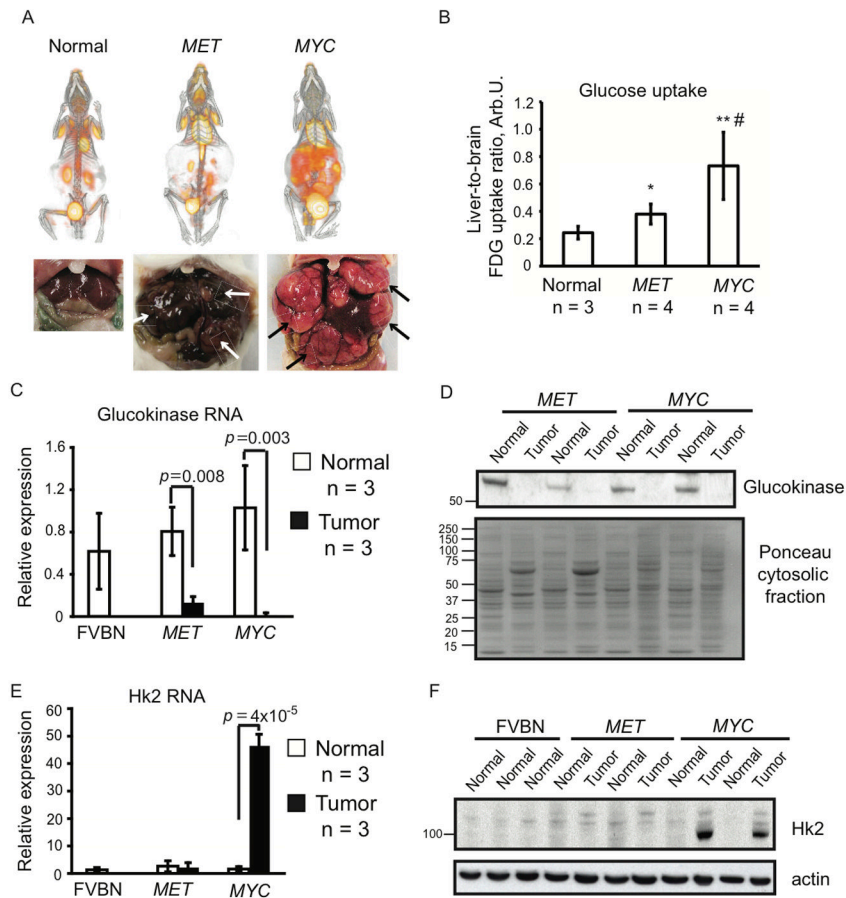 A
Normal
MET
MYC
B
Glucose uptake
Liver-to-brain
FDG uptake ratio, Arb.U.
1.2
1.0
0.8
0.6
0.4
0.2
*
** #
Normal
n = 3
MET
n = 4
MYC
n = 4
C
Glucokinase RNA
Relative expression
1.6
1.2
0.8
0.4
0
p=0.008
p=0.003
Normal
n = 3
Tumor
n = 3
FVBN
MET
MYC
D
MET
MYC
Normal
Tumor
Normal
Tumor
Normal
Tumor
Normal
Tumor
50
Glucokinase
250
150
100
75
50
37
25
20
15
Ponceau
cytosolic
fraction
E
Hk2 RNA
Relative expression
60
50
40
30
20
10
0
p=4x10-5
Normal
n = 3
Tumor
n = 3
FVBN
MET
MYC
F
FVBN
MET
MYC
Normal
Normal
Normal
Normal
Tumor
Normal
Tumor
Normal
Tumor
Normal
Tumor
100
Hk2
actin